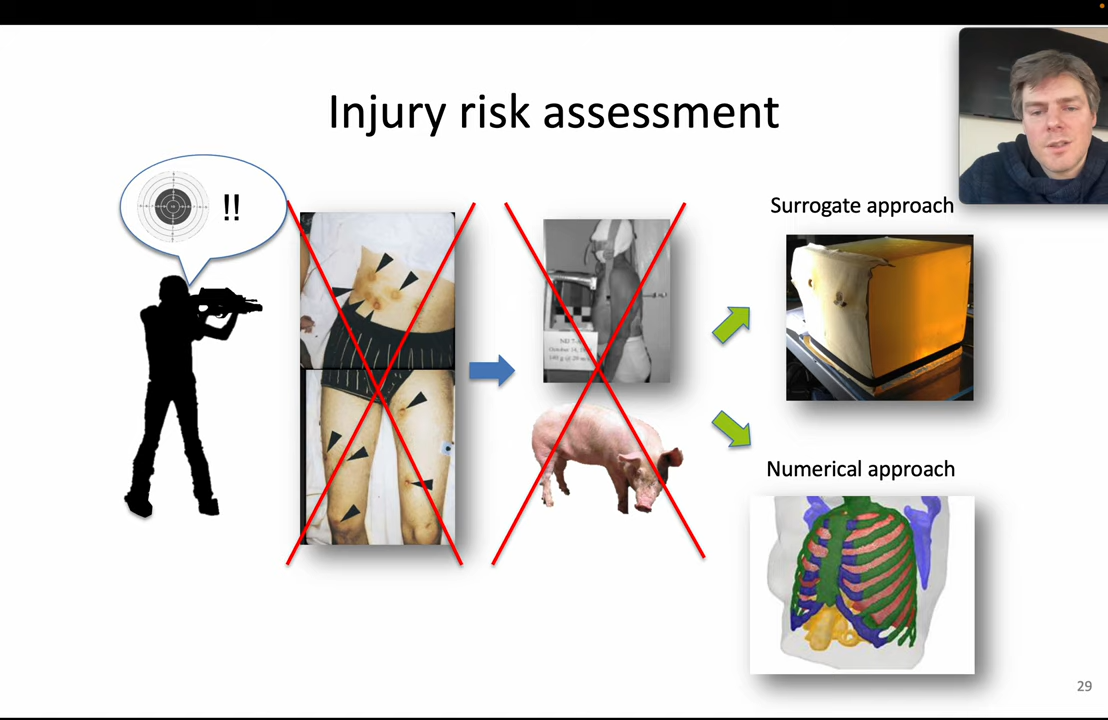 Injury risk assessment
!!
Surrogate approach
Numerical approach
29